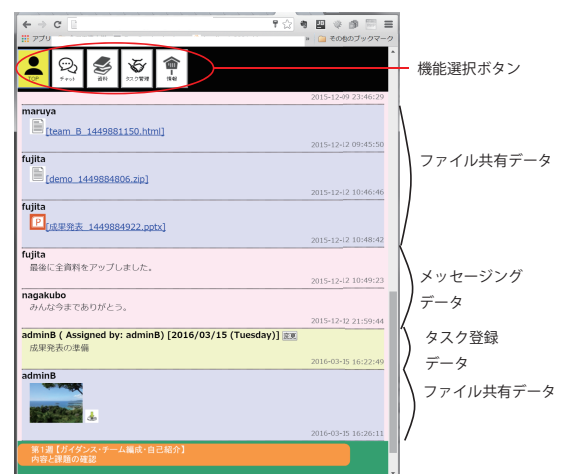 アプリ
» その他のブックマーク
TOP
チャット
資料
タスク管理
情報
機能選択ボタン
2015-12-09 23:46:29
maruya
[team_B_1449881150.html]
2015-12-12 09:45:50
fujita
[demo_1449884806.zip]
2015-12-12 10:46:46
ファイル共有データ
fujita
P
[成果発表_1449884922.pptx]
2015-12-12 10:48:42
fujita
最後に全資料をアップしました。
2015-12-12 10:49:23
メッセージング
データ
nagakubo
みんな今までありがとう。
2015-12-12 21:59:44
adminB ( Assigned by: adminB) [2016/03/15 (Tuesday)] 変更
成果発表の準備
2016-03-15 16:22:49
タスク登録
データ
adminB
2016-03-15 16:26:11
ファイル共有データ
第1週【ガイダンス・チーム編成・自己紹介】
内容と課題の確認